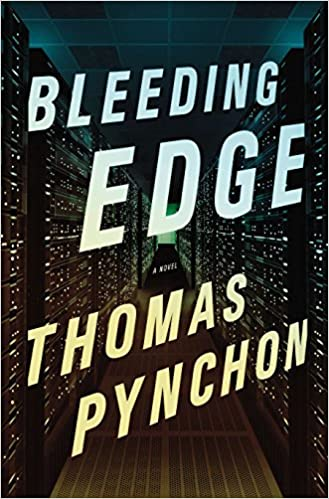 BLEEDING
EDGE
A NOVEL
THOMAS
PYNCHON